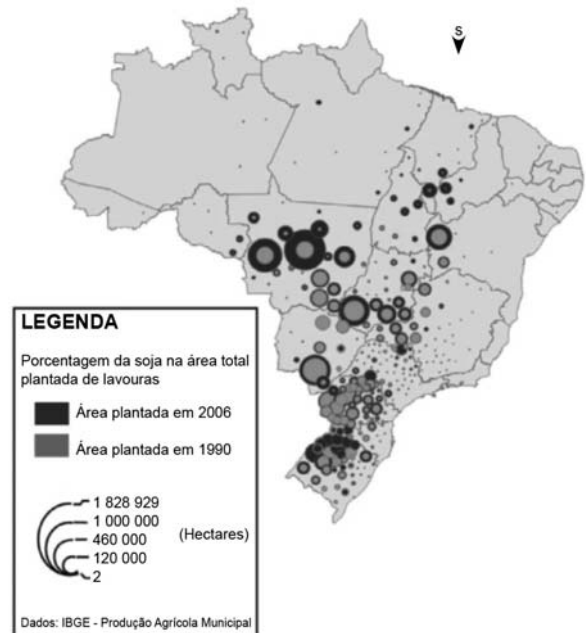 S
LEGENDA
Porcentagem da soja na área total
plantada de lavouras
Área plantada em 2006
Área plantada em 1990
1 828 929
1 000 000
460 000
120 000
2
(Hectares)
Dados: IBGE - Produção Agrícola Municipal